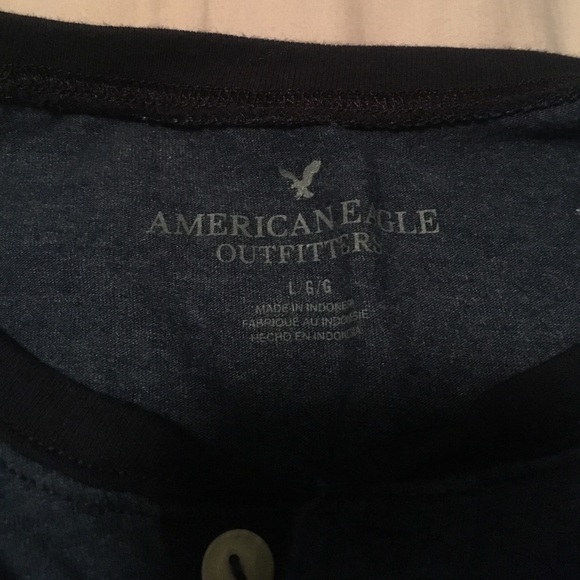 AMERICAN EAGLE
OUTFITTERS
L G/G
MADE IN INDONESIA
FABRIQUÉ AU INDONÉSIE
HECHO EN INDONESIA